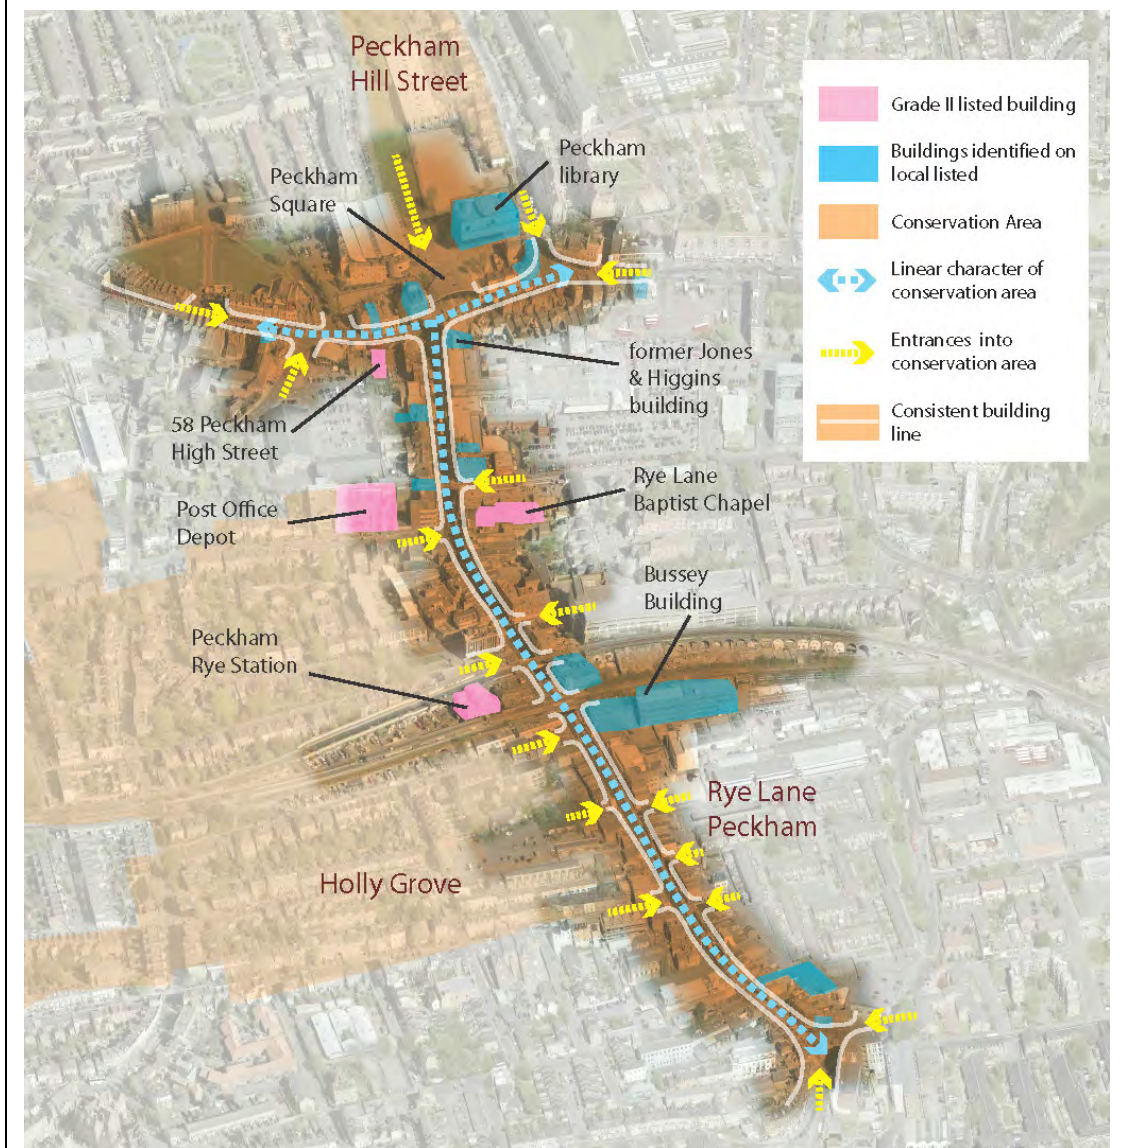 Peckham
Hill Street
Grade II listed building
Buildings identified on
local listed
Conservation Area
Linear character of
conservation area
Entrances into
conservation area
Consistent building
line
Peckham
library
Peckham
Square
former Jones
& Higgins
building
58 Peckham
High Street
Rye Lane
Baptist Chapel
Post Office
Depot
Bussey
Building
Peckham
Rye Station
Rye Lane
Peckham
Holly Grove